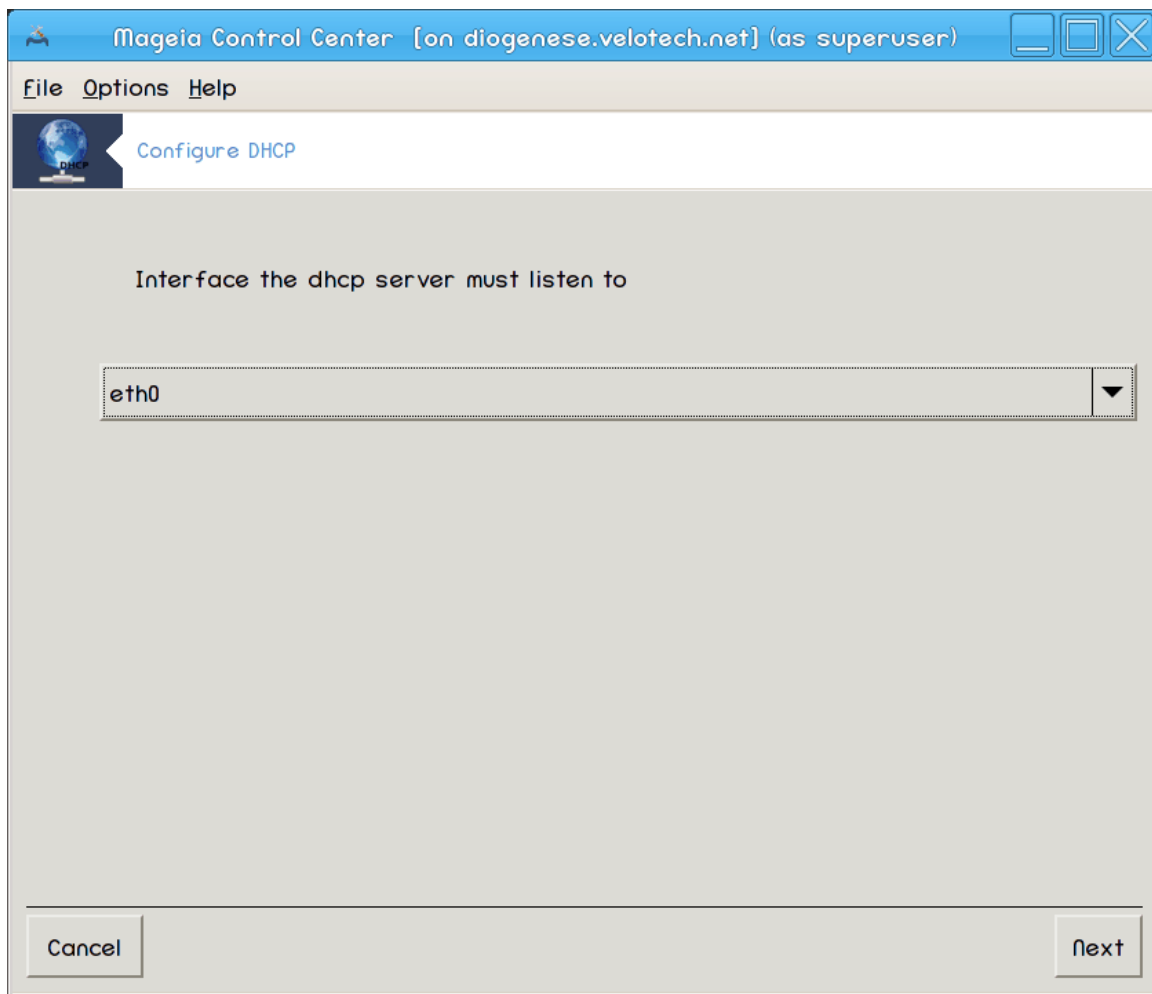 Mageia Control Center [on diogenese.velotech.net] (as superuser)
File Options Help
DHCP
Configure DHCP
Interface the dhcp server must listen to
eth0
Cancel
Next